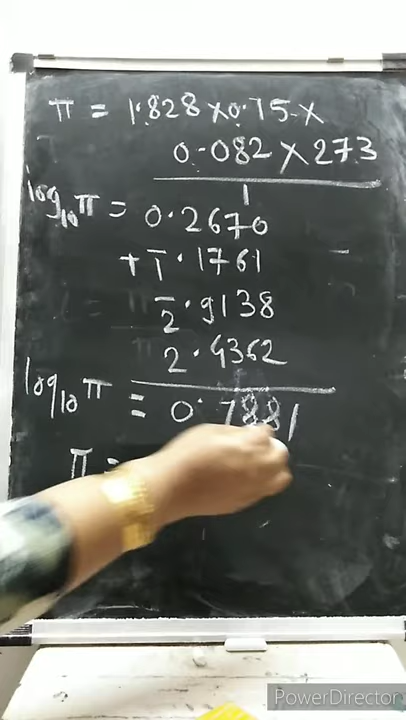 π = 1.828 × 0.75 ×
0.082 × 273
1
log₁₀π = 0.2670
+ 1̅.1761
2̅.9138
2.4362
log₁₀π = 0.7881
π =
PowerDirector